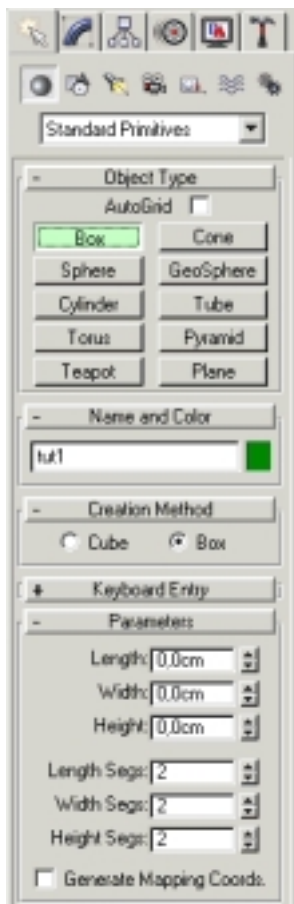 Standard Primitives
- Object Type
AutoGrid
Box Cone
Sphere GeoSphere
Cylinder Tube
Torus Pyramid
Teapot Plane
- Name and Color
tut1
- Creation Method
Cube Box
+ Keyboard Entry
- Parameters
Length: 0,0cm
Width: 0,0cm
Height: 0,0cm
Length Segs: 2
Width Segs: 2
Height Segs: 2
Generate Mapping Coords.